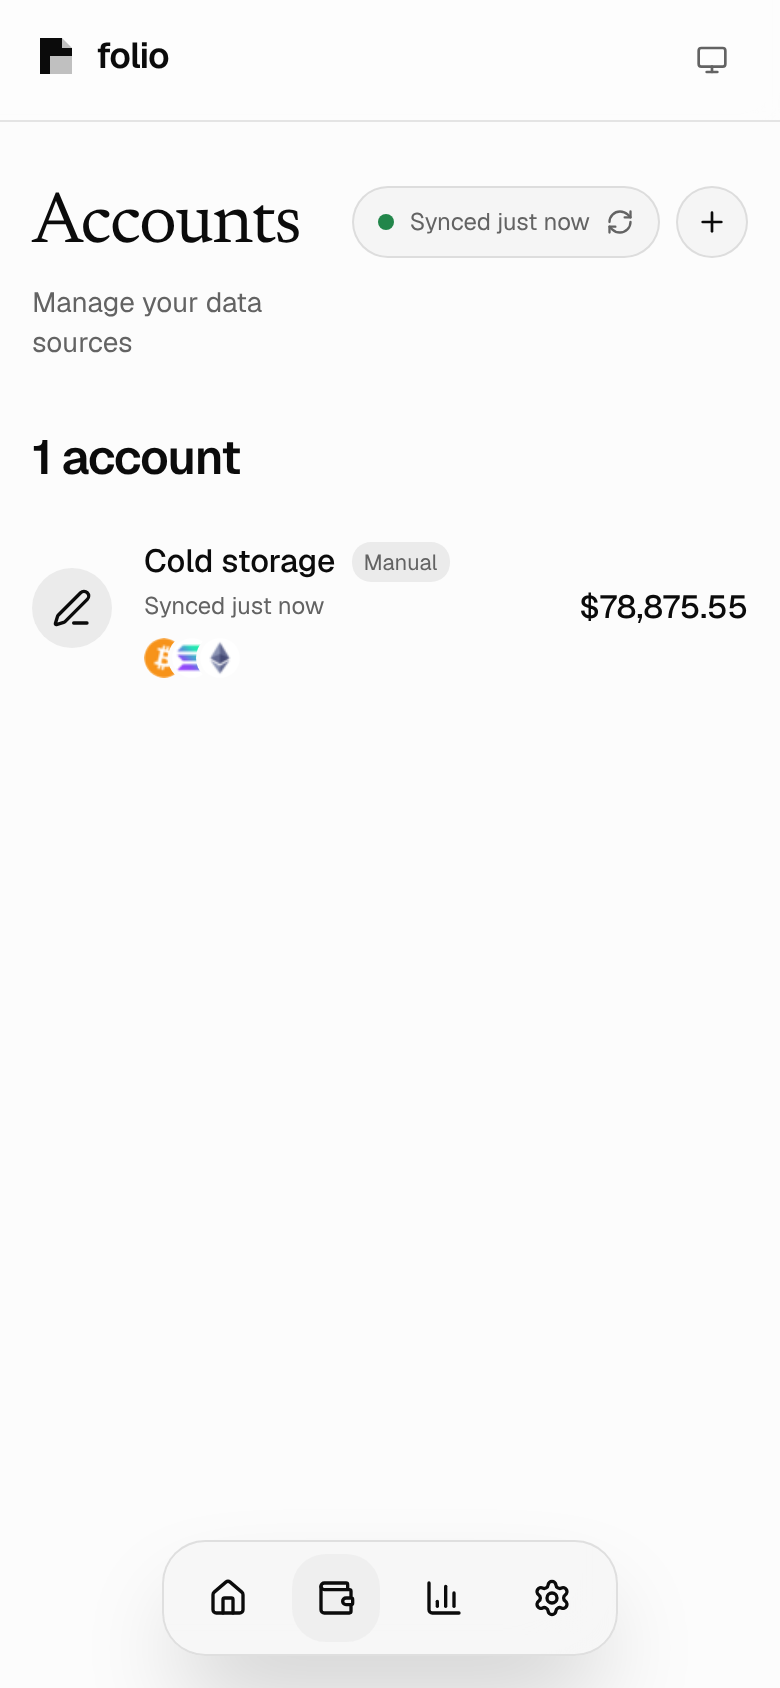 folio
Accounts
Synced just now
Manage your data
sources
1 account
Cold storage
Manual
Synced just now
$78,875.55